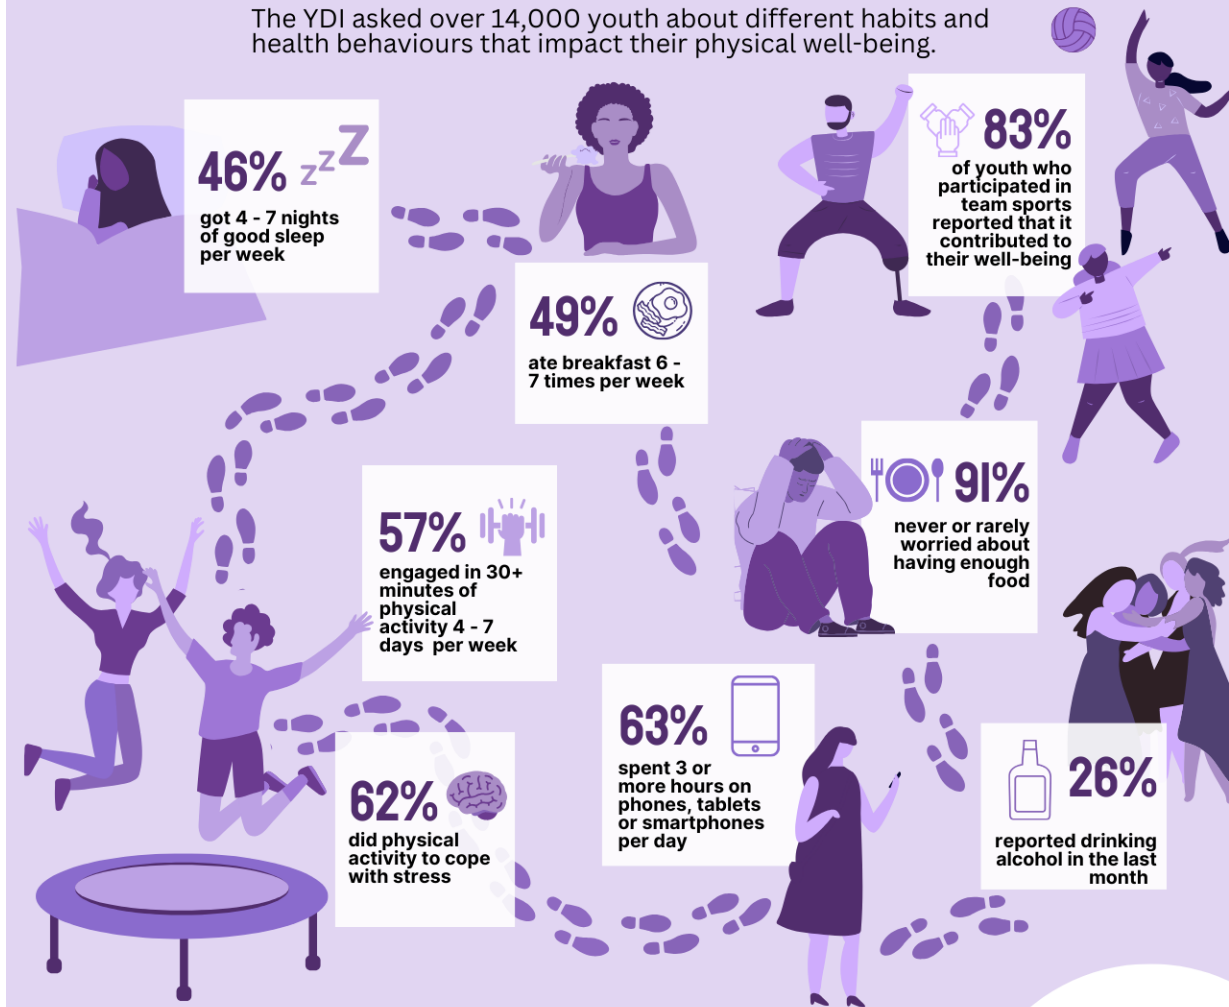 The YDI asked over 14,000 youth about different habits and
health behaviours that impact their physical well-being.
46%
zzZ
got 4 - 7 nights
of good sleep
per week
49%
ate breakfast 6 -
7 times per week
83%
of youth who
participated in
team sports
reported that it
contributed to
their well-being
57%
engaged in 30+
minutes of
physical
activity 4 - 7
days per week
91%
never or rarely
worried about
having enough
food
62%
did physical
activity to cope
with stress
63%
spent 3 or
more hours on
phones, tablets
or smartphones
per day
26%
reported drinking
alcohol in the last
month